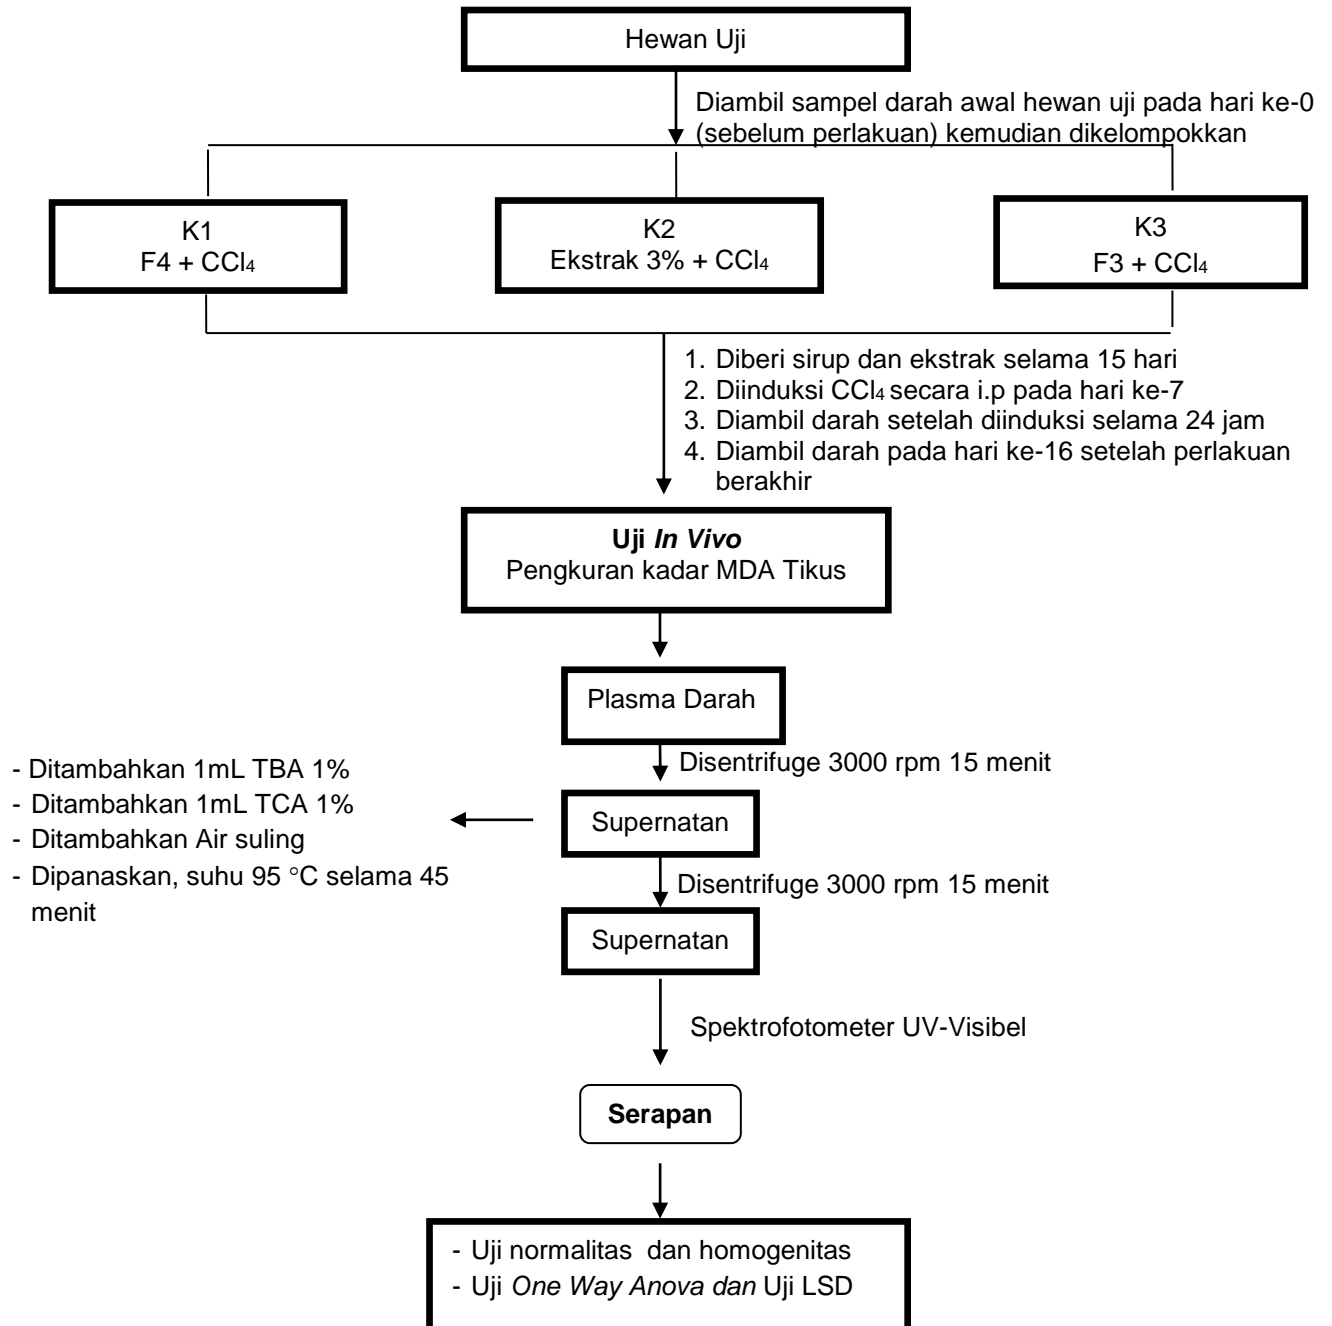 Hewan Uji
Diambil sampel darah awal hewan uji pada hari ke-0
(sebelum perlakuan) kemudian dikelompokkan
K1
F4 + CCl₄
K2
Ekstrak 3% + CCl₄
K3
F3 + CCl₄
1. Diberi sirup dan ekstrak selama 15 hari
2. Diinduksi CCl₄ secara i.p pada hari ke-7
3. Diambil darah setelah diinduksi selama 24 jam
4. Diambil darah pada hari ke-16 setelah perlakuan
berakhir
Uji In Vivo
Pengkuran kadar MDA Tikus
Plasma Darah
Disentrifuge 3000 rpm 15 menit
- Ditambahkan 1mL TBA 1%
- Ditambahkan 1mL TCA 1%
- Ditambahkan Air suling
- Dipanaskan, suhu 95 °C selama 45
menit
Supernatan
Disentrifuge 3000 rpm 15 menit
Supernatan
Spektrofotometer UV-Visibel
Serapan
- Uji normalitas dan homogenitas
- Uji One Way Anova dan Uji LSD